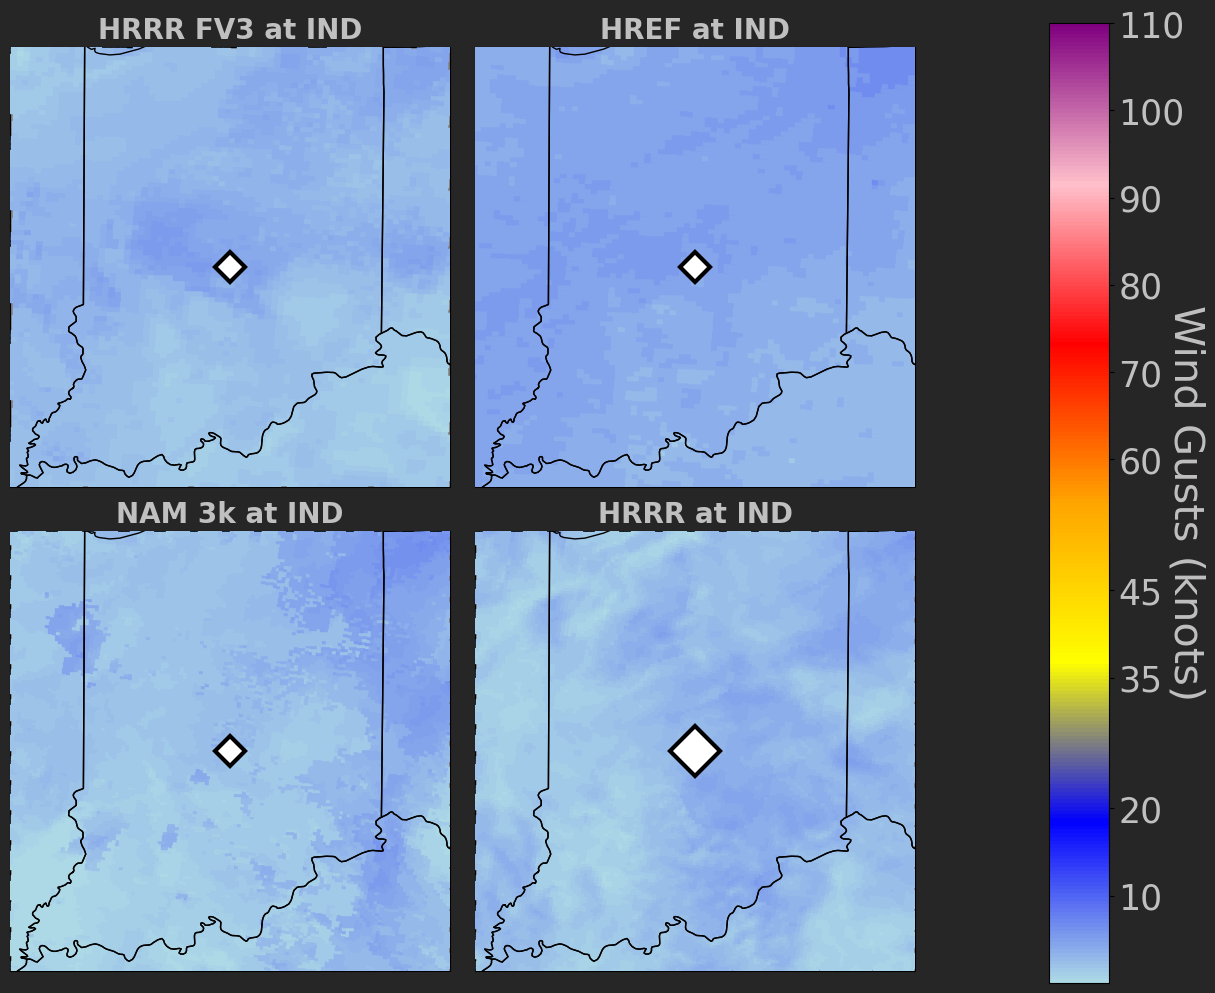 HRRR FV3 at IND
HREF at IND
NAM 3k at IND
HRRR at IND
110
100
90
80
70
60
45
35
20
10
Wind Gusts (knots)